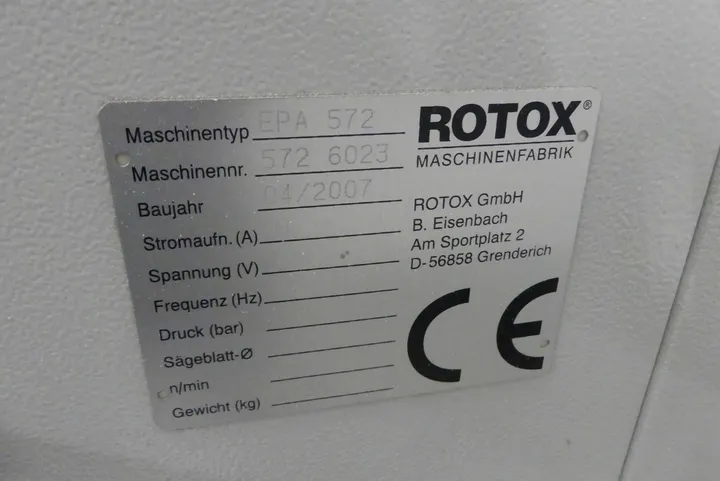 Maschinentyp EPA 572
Maschinennr. 572 6023
Baujahr 04/2007
Stromaufn. (A)
Spannung (V)
Frequenz (Hz)
Druck (bar)
Sägeblatt-Ø
n/min
Gewicht (kg)
ROTOX®
MASCHINENFABRIK
ROTOX GmbH
B. Eisenbach
Am Sportplatz 2
D-56858 Grenderich
CE